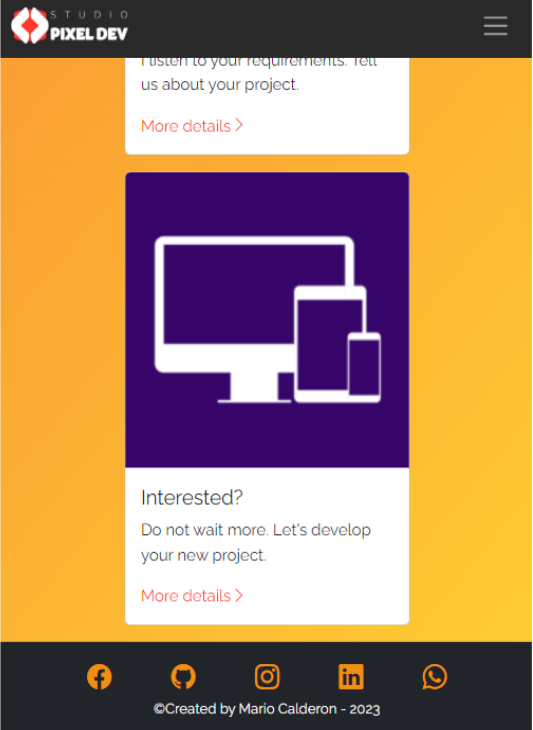 STUDIO
PIXEL DEV
I listen to your requirements. Tell
us about your project.
More details
Interested?
Do not wait more. Let's develop
your new project.
More details
©Created by Mario Calderon - 2023